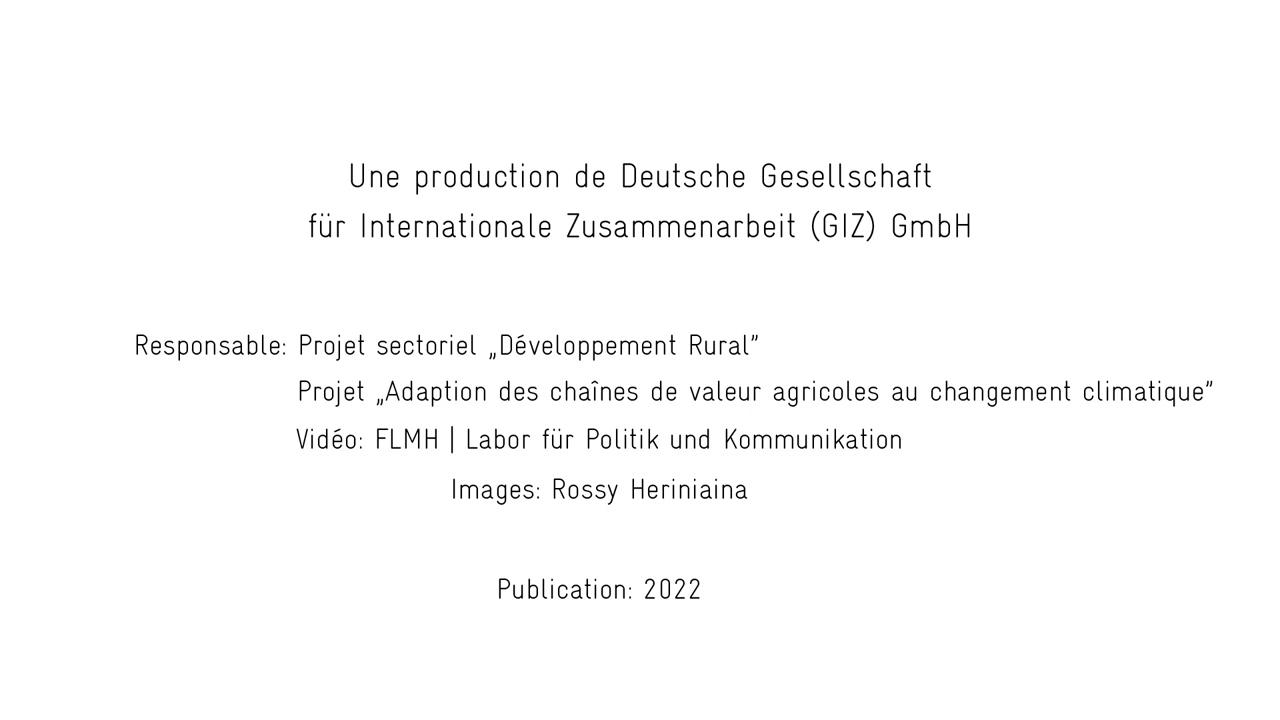 Une production de Deutsche Gesellschaft
für Internationale Zusammenarbeit (GIZ) GmbH
Responsable: Projet sectoriel „Développement Rural”
Projet „Adaption des chaînes de valeur agricoles au changement climatique”
Vidéo: FLMH | Labor für Politik und Kommunikation
Images: Rossy Heriniaina
Publication: 2022